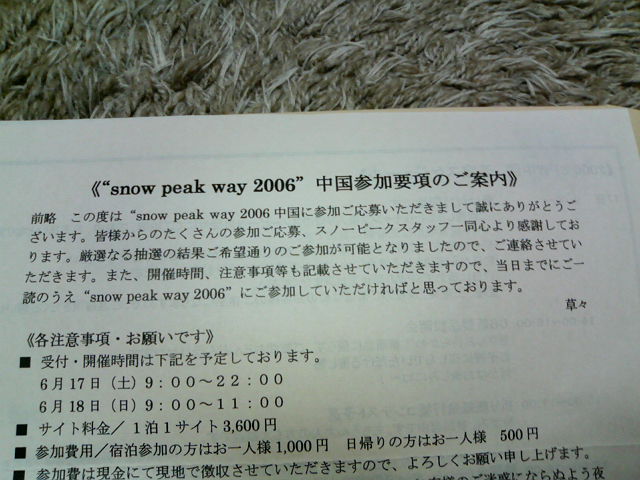 《“snow peak way 2006” 中国参加要項のご案内》
前略　この度は“snow peak way 2006 中国に参加ご応募いただきまして誠にありがとうご
ざいます。皆様からのたくさんの参加ご応募、スノーピークスタッフ一同心より感謝してお
ります。厳選なる抽選の結果ご希望通りのご参加が可能となりましたので、ご連絡させてい
ただきます。また、開催時間、注意事項等も記載させていただきますので、当日までにご一
読のうえ“snow peak way 2006”にご参加していただければと思っております。
草々
《各注意事項・お願いです》
■ 受付・開催時間は下記を予定しております。
６月17日（土）９：００～２２：００
６月18日（日）９：００～１１：００
■ サイト料金／１泊１サイト3,600円
■ 参加費用／宿泊参加の方はお一人様1,000円　日帰りの方はお一人様　500円
■ 参加費は現金にて現地で徴収させていただきますので、よろしくお願い申し上げます。
客様のご迷惑にならぬよう夜